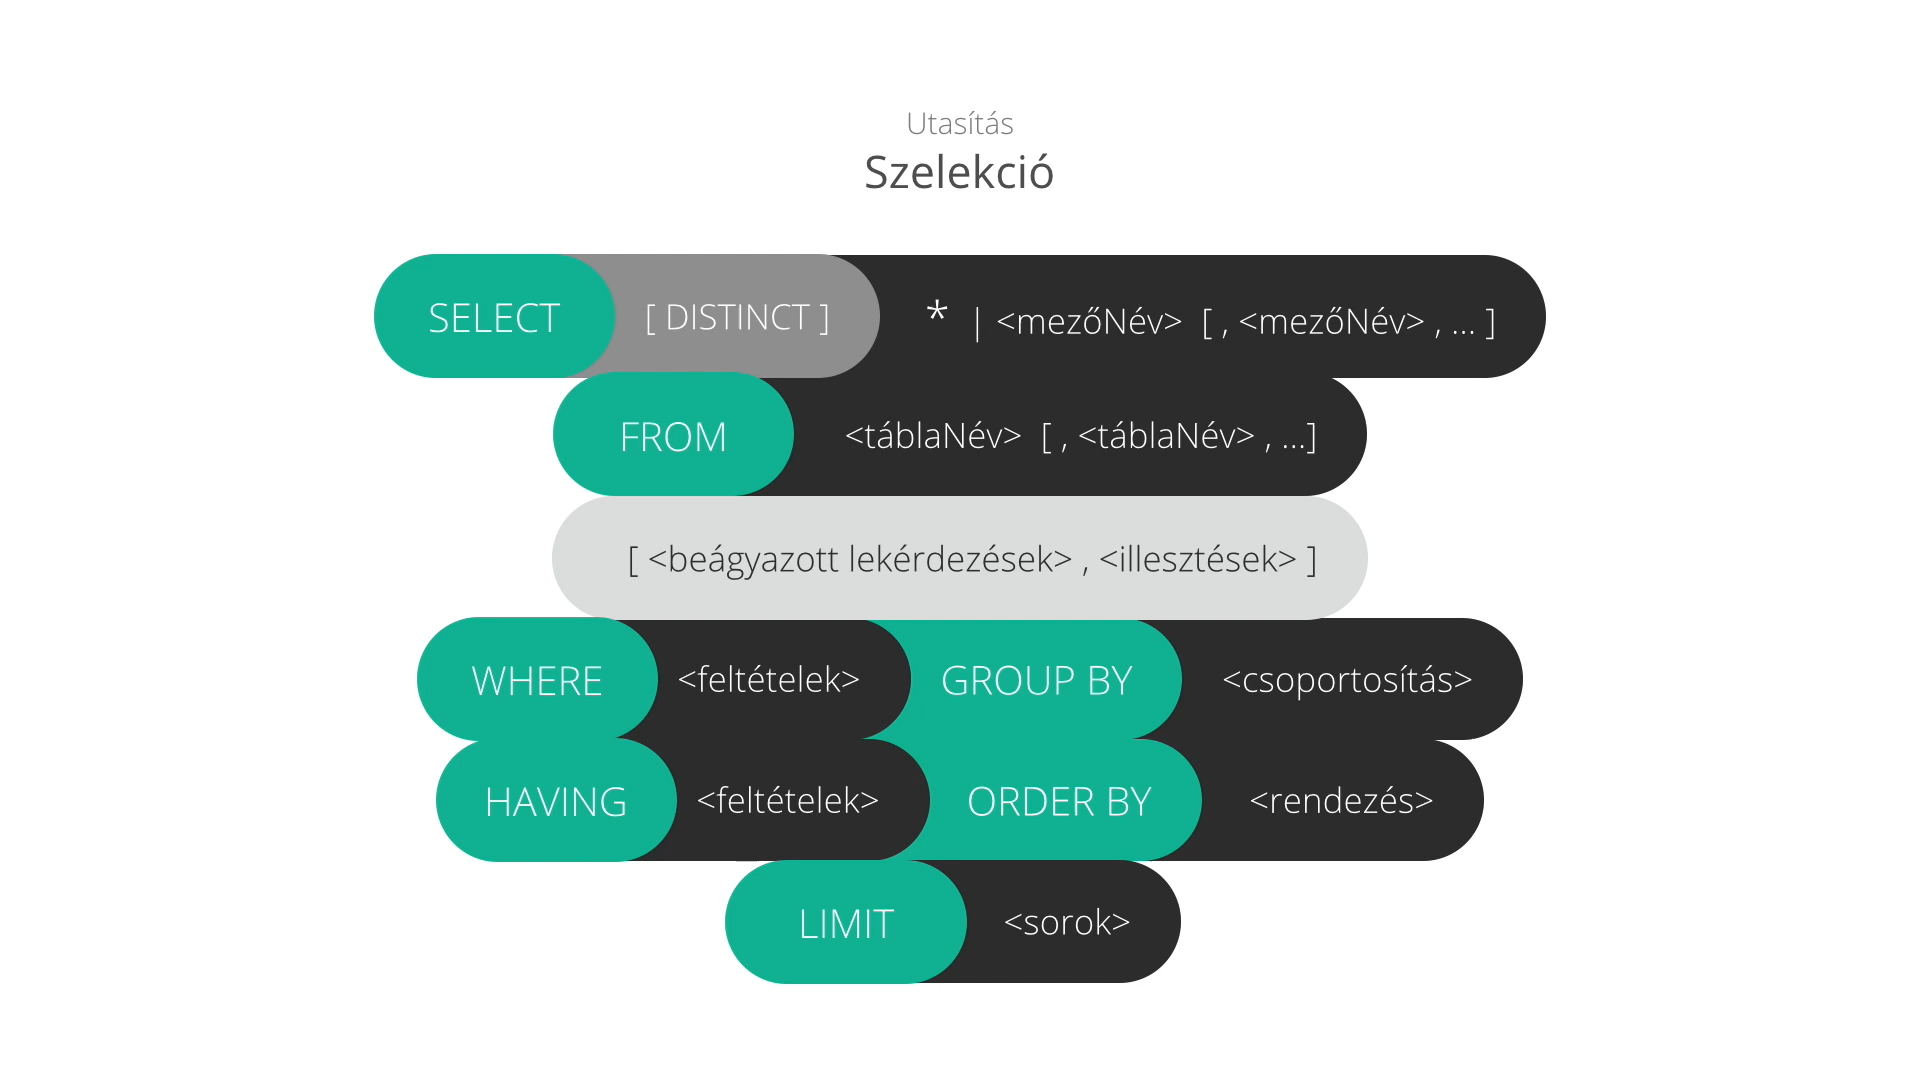 Utasítás
Szelekció
SELECT [ DISTINCT ] * | <mezőNév> [ , <mezőNév> , ... ]
FROM <táblaNév> [ , <táblaNév> , ...]
[ <beágyazott lekérdezések> , <illesztések> ]
WHERE <feltételek> GROUP BY <csoportosítás>
HAVING <feltételek> ORDER BY <rendezés>
LIMIT <sorok>